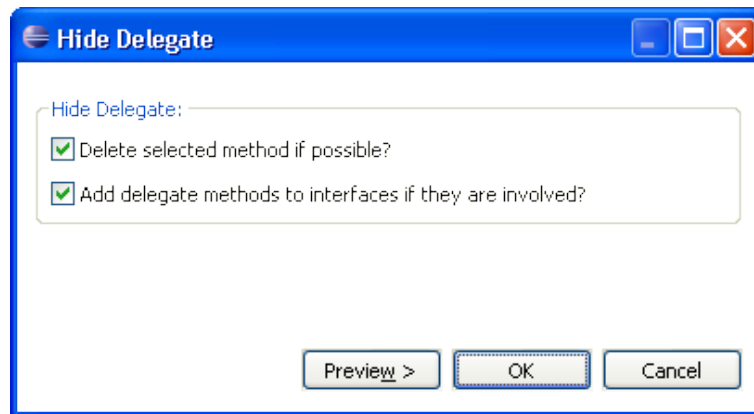 Hide Delegate
Hide Delegate:
Delete selected method if possible?
Add delegate methods to interfaces if they are involved?
Preview >
OK
Cancel